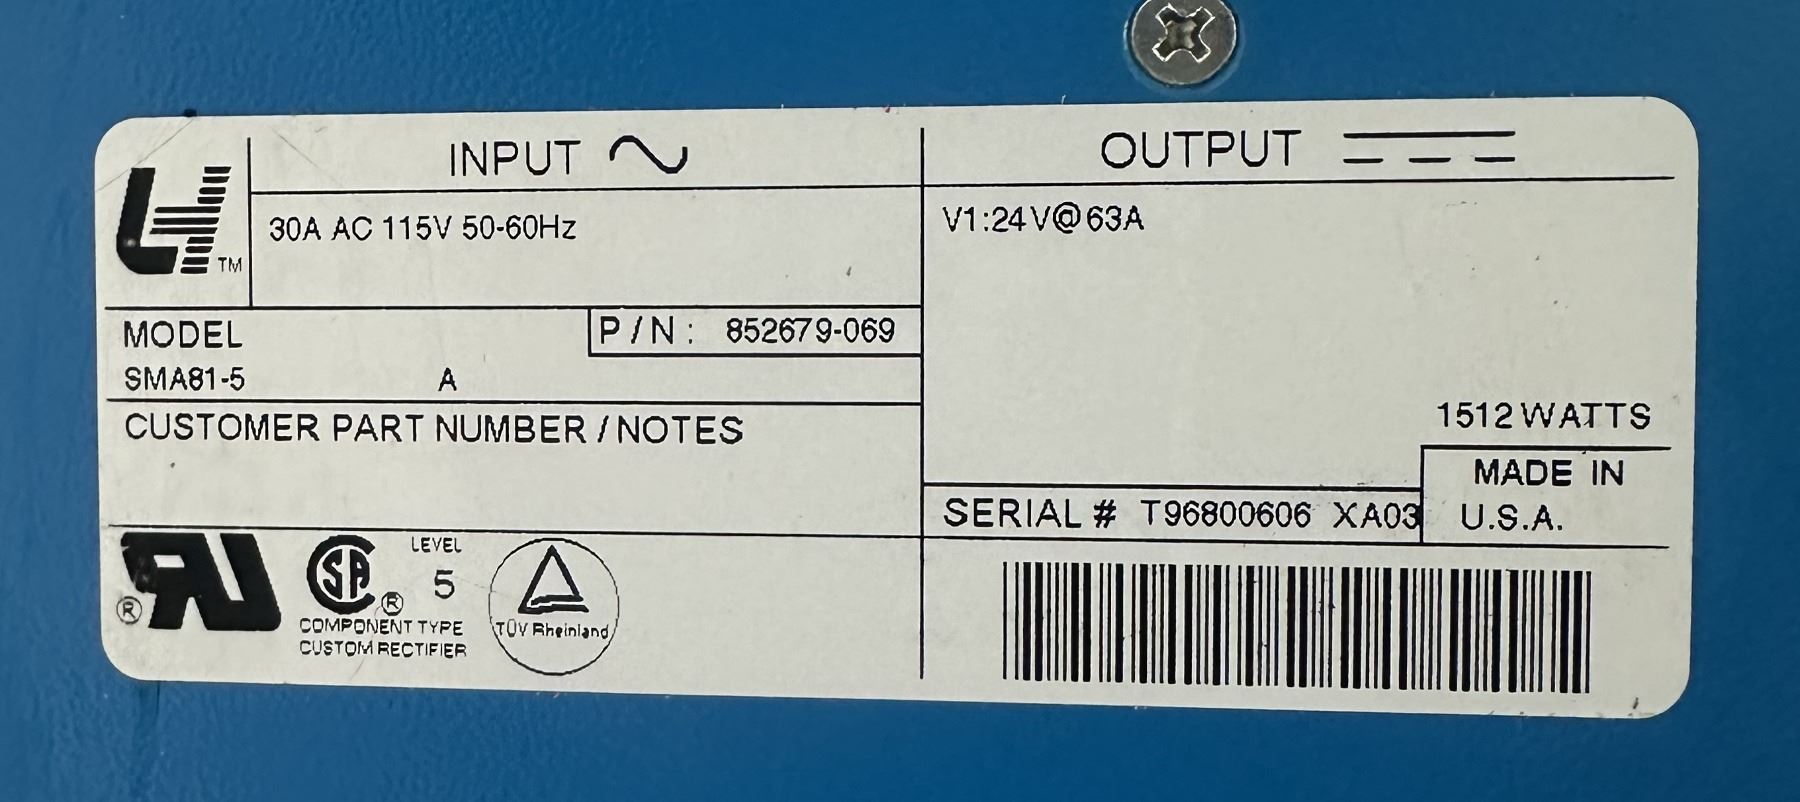 INPUT
30A AC 115V 50-60Hz
OUTPUT
V1:24V@63A
1512 WATTS
TM
MODEL
P/N: 852679-069
SMA81-5 A
CUSTOMER PART NUMBER / NOTES
SERIAL # T96800606 XA03
MADE IN
U.S.A.
®
SA
®
LEVEL
5
COMPONENT TYPE
CUSTOM RECTIFIER
TÜV Rheinland